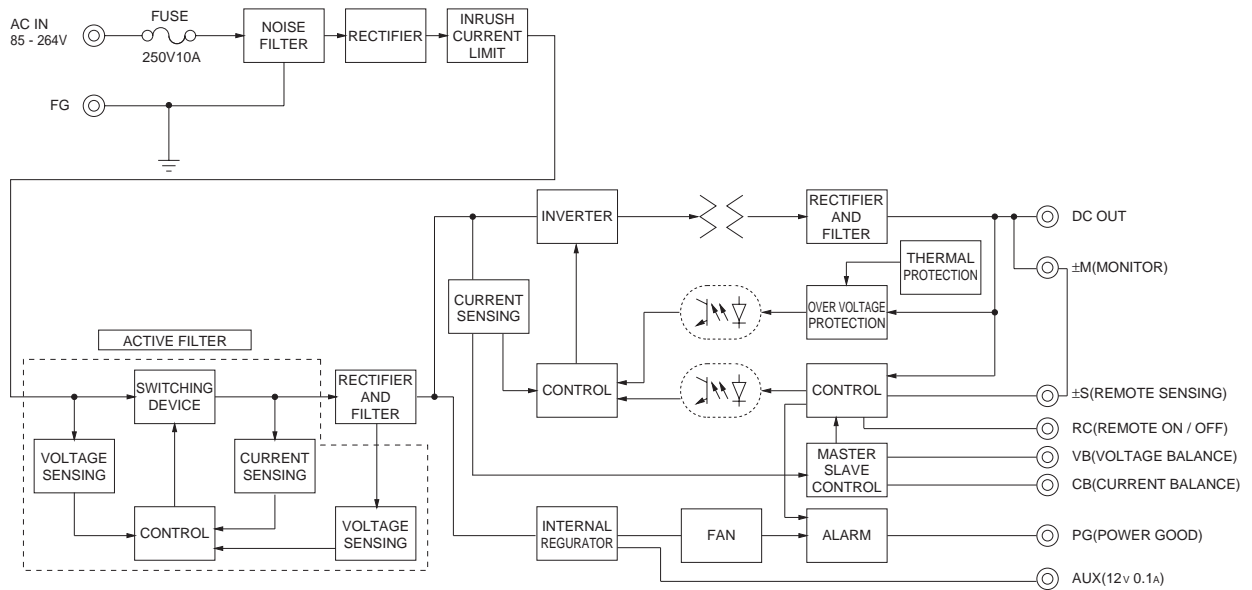 AC IN
85 - 264V
FUSE
250V10A
NOISE
FILTER
RECTIFIER
INRUSH
CURRENT
LIMIT
FG
INVERTER
RECTIFIER
AND
FILTER
DC OUT
THERMAL
PROTECTION
±M(MONITOR)
CURRENT
SENSING
OVER VOLTAGE
PROTECTION
ACTIVE FILTER
SWITCHING
DEVICE
RECTIFIER
AND
FILTER
CONTROL
CONTROL
±S(REMOTE SENSING)
RC(REMOTE ON / OFF)
VOLTAGE
SENSING
CURRENT
SENSING
MASTER
SLAVE
CONTROL
VB(VOLTAGE BALANCE)
CB(CURRENT BALANCE)
CONTROL
VOLTAGE
SENSING
INTERNAL
REGURATOR
FAN
ALARM
PG(POWER GOOD)
AUX(12V 0.1A)